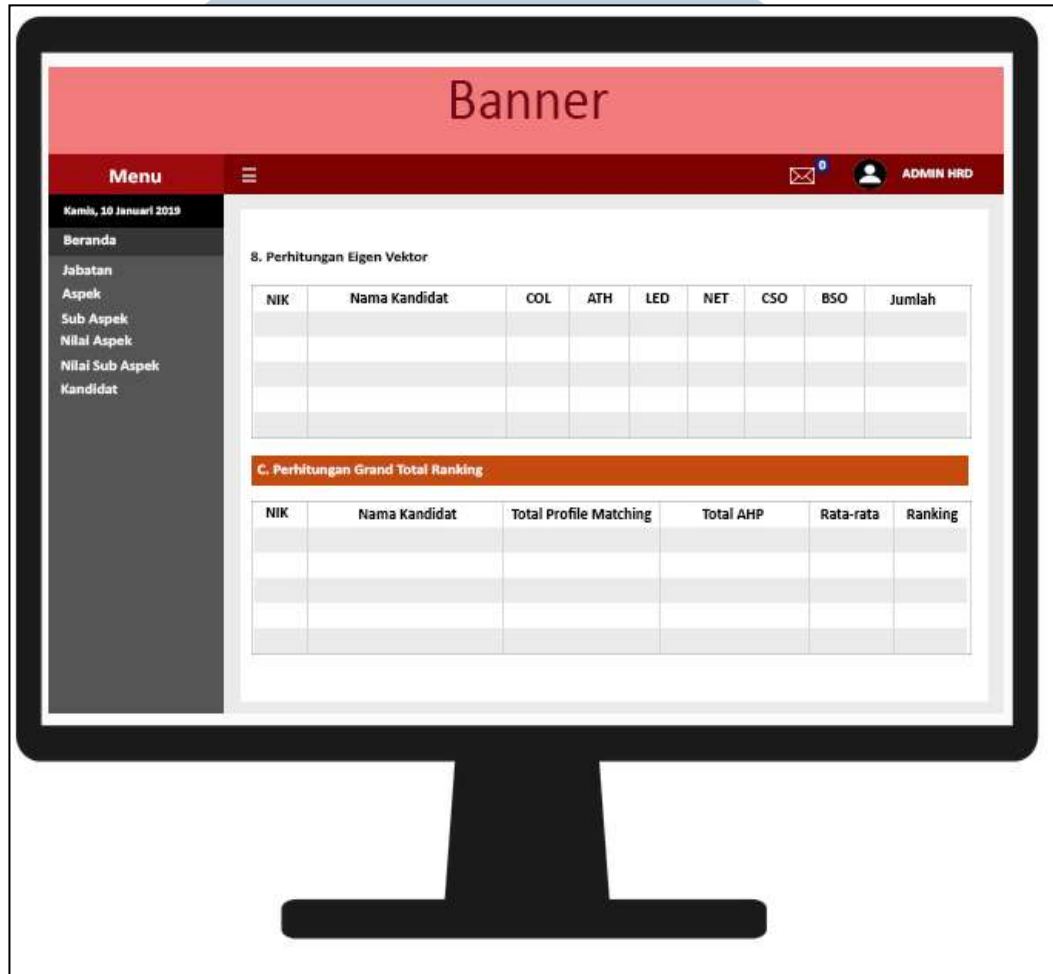 Banner
Menu
☰
0
ADMIN HRD
Kamis, 10 Januari 2019
Beranda
Jabatan
Aspek
Sub Aspek
Nilai Aspek
Nilai Sub Aspek
Kandidat
8. Perhitungan Eigen Vektor
NIK Nama Kandidat COL ATH LED NET CSO BSO Jumlah
C. Perhitungan Grand Total Ranking
NIK Nama Kandidat Total Profile Matching Total AHP Rata-rata Ranking